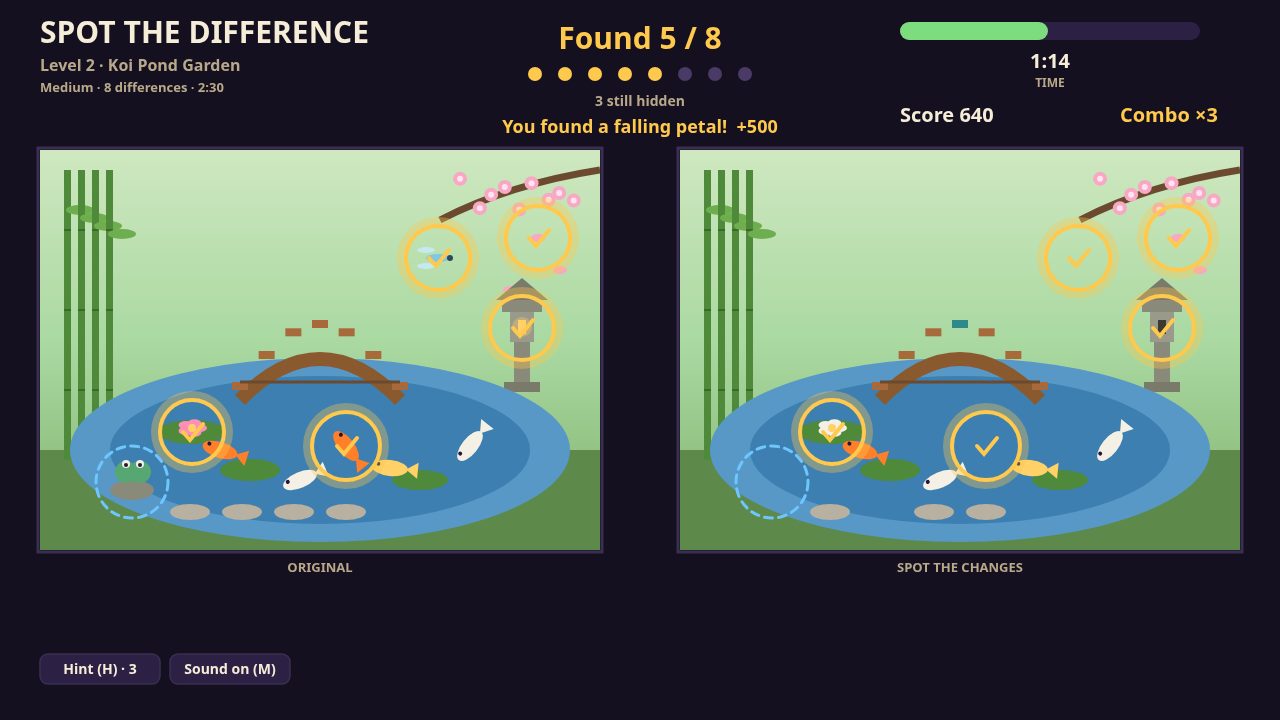 SPOT THE DIFFERENCE
Level 2 · Koi Pond Garden
Medium · 8 differences · 2:30
Found 5 / 8
3 still hidden
You found a falling petal! +500
1:14
TIME
Score 640
Combo ×3
ORIGINAL
SPOT THE CHANGES
Hint (H) · 3
Sound on (M)